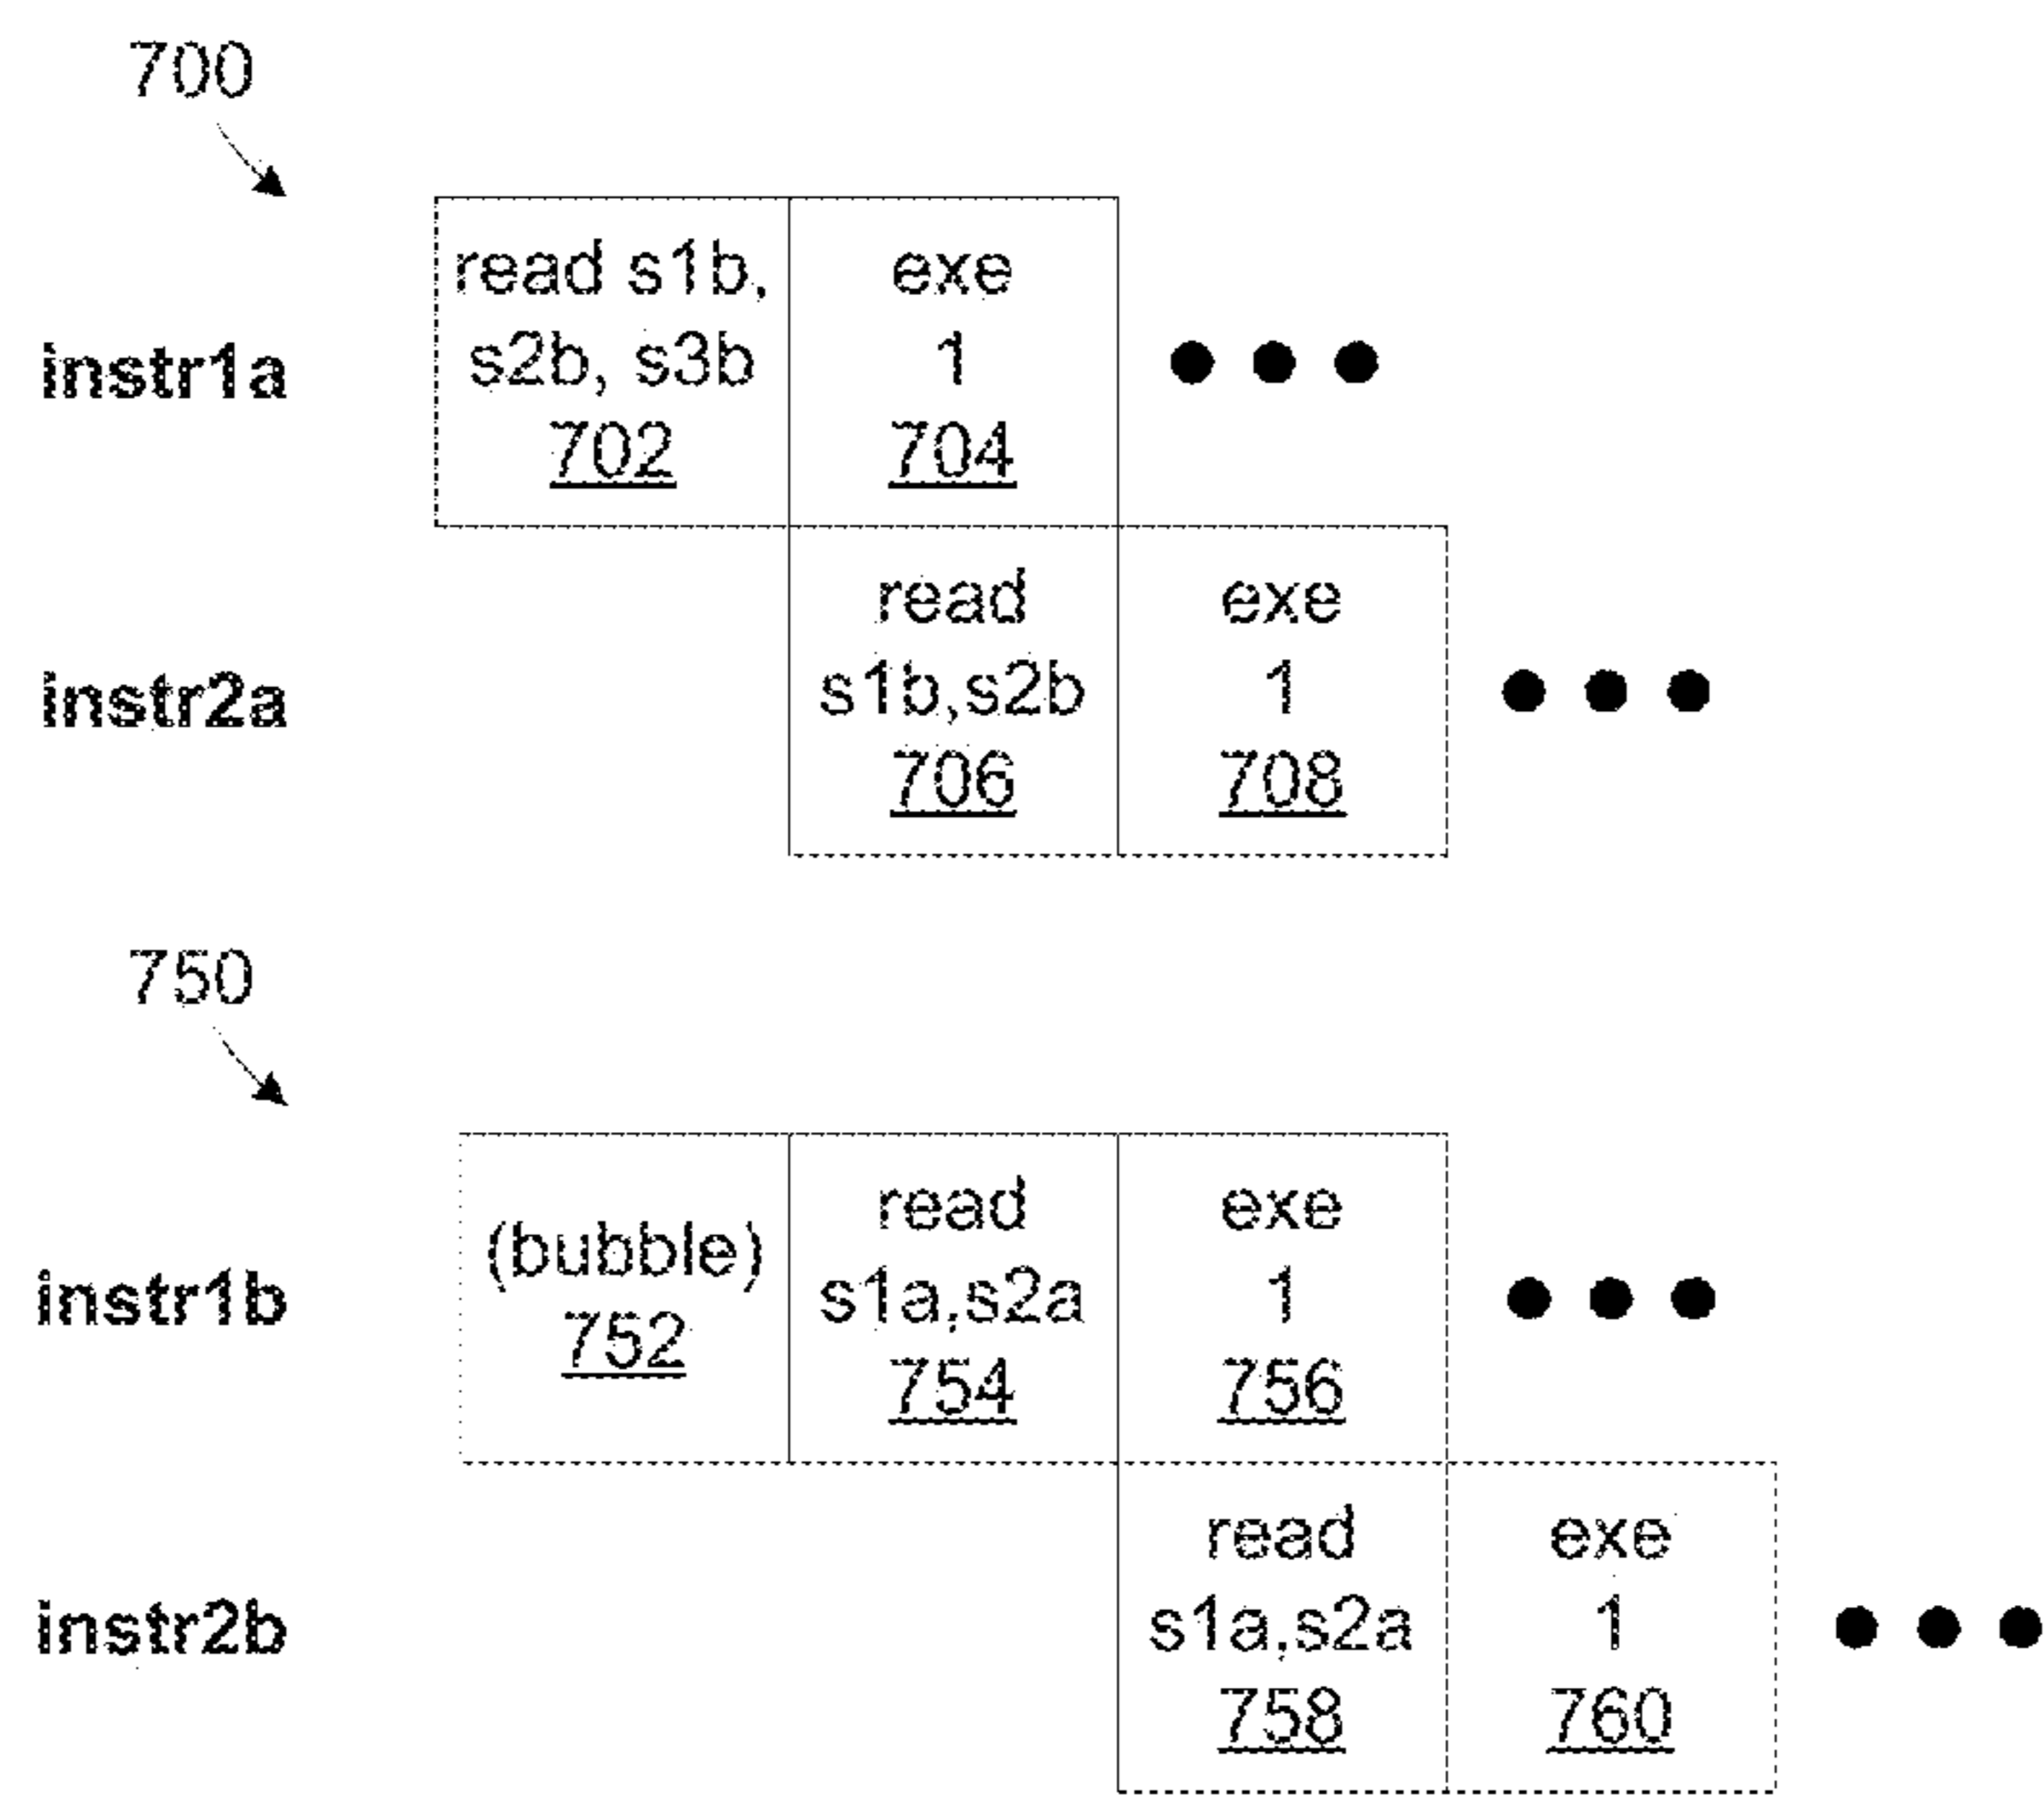 700
read s1b,
s2b, s3b
702
exe
1
704
instr1a
read
s1b,s2b
706
exe
1
708
instr2a
750
(bubble)
752
read
s1a,s2a
754
exe
1
756
instr1b
read
s1a,s2a
758
exe
1
760
instr2b